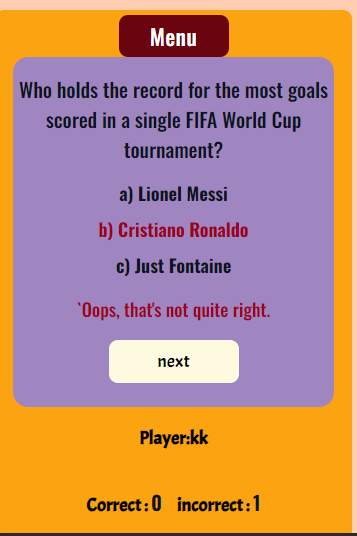 Menu
Who holds the record for the most goals
scored in a single FIFA World Cup
tournament?
a) Lionel Messi
b) Cristiano Ronaldo
c) Just Fontaine
`Oops, that's not quite right.
next
Player:kk
Correct : 0 incorrect : 1